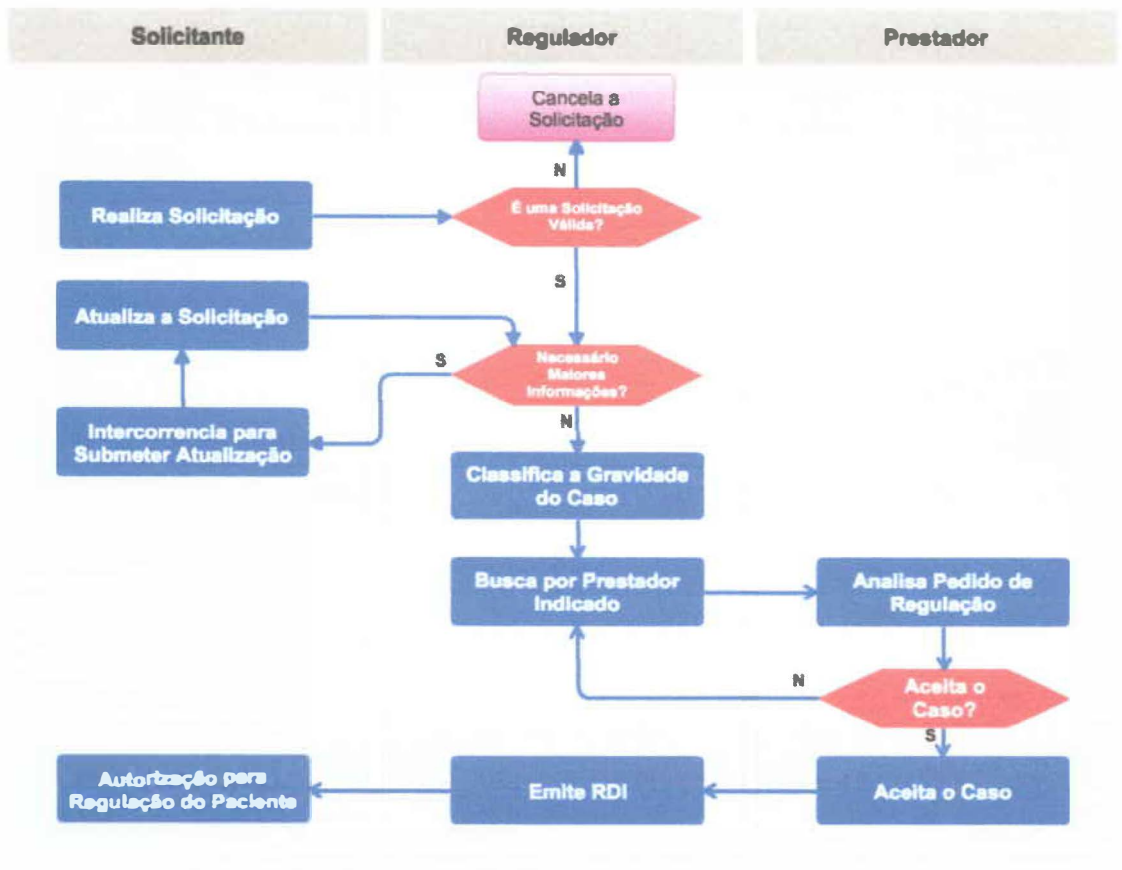 Solicitante
Regulador
Prestador
Cancela a
Solicitação
N
Realiza Solicitação
É uma Solicitação
Válida?
S
Atualiza a Solicitação
S
Necessário
Maiores
Informações?
N
Intercorrencia para
Submeter Atualização
Classifica a Gravidade
do Caso
Busca por Prestador
Indicado
Analisa Pedido de
Regulação
N
Aceita o
Caso?
S
Autorização para
Regulação do Paciente
Emite RDI
Aceita o Caso